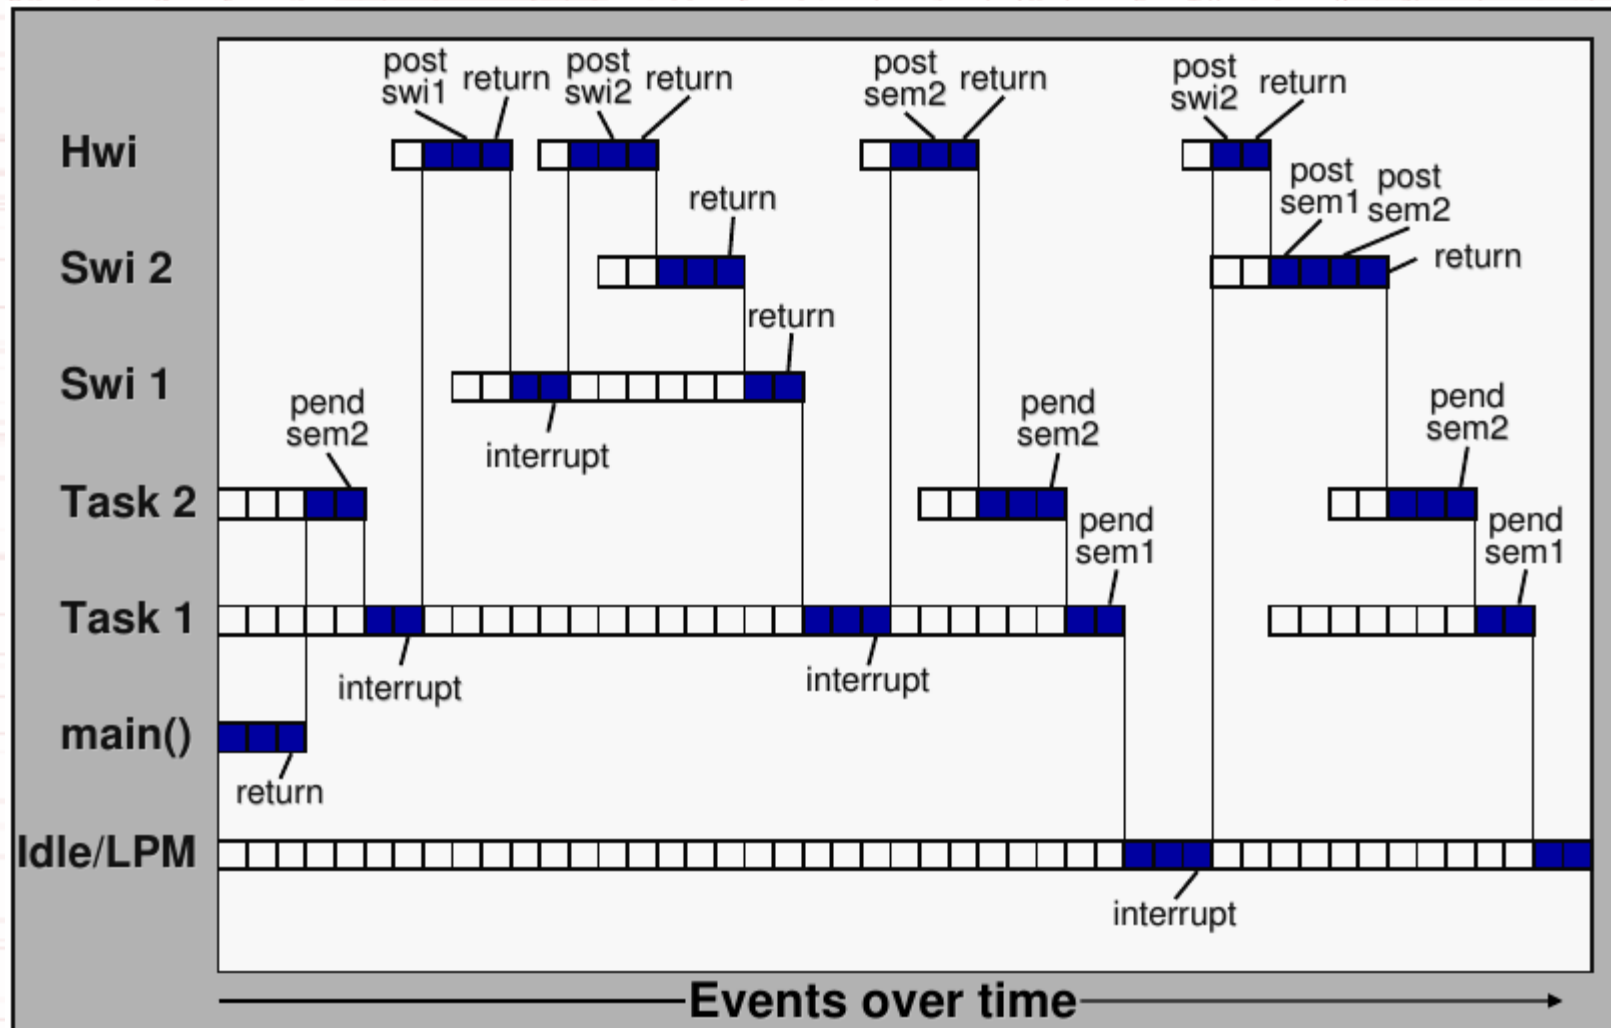 post
swi1
return
post
swi2
return
post
sem2
return
post
swi2
return
Hwi
post
sem1
post
sem2
return
return
Swi 2
return
Swi 1
pend
sem2
interrupt
pend
sem2
pend
sem2
Task 2
pend
sem1
pend
sem1
Task 1
interrupt
interrupt
main()
return
Idle/LPM
interrupt
Events over time